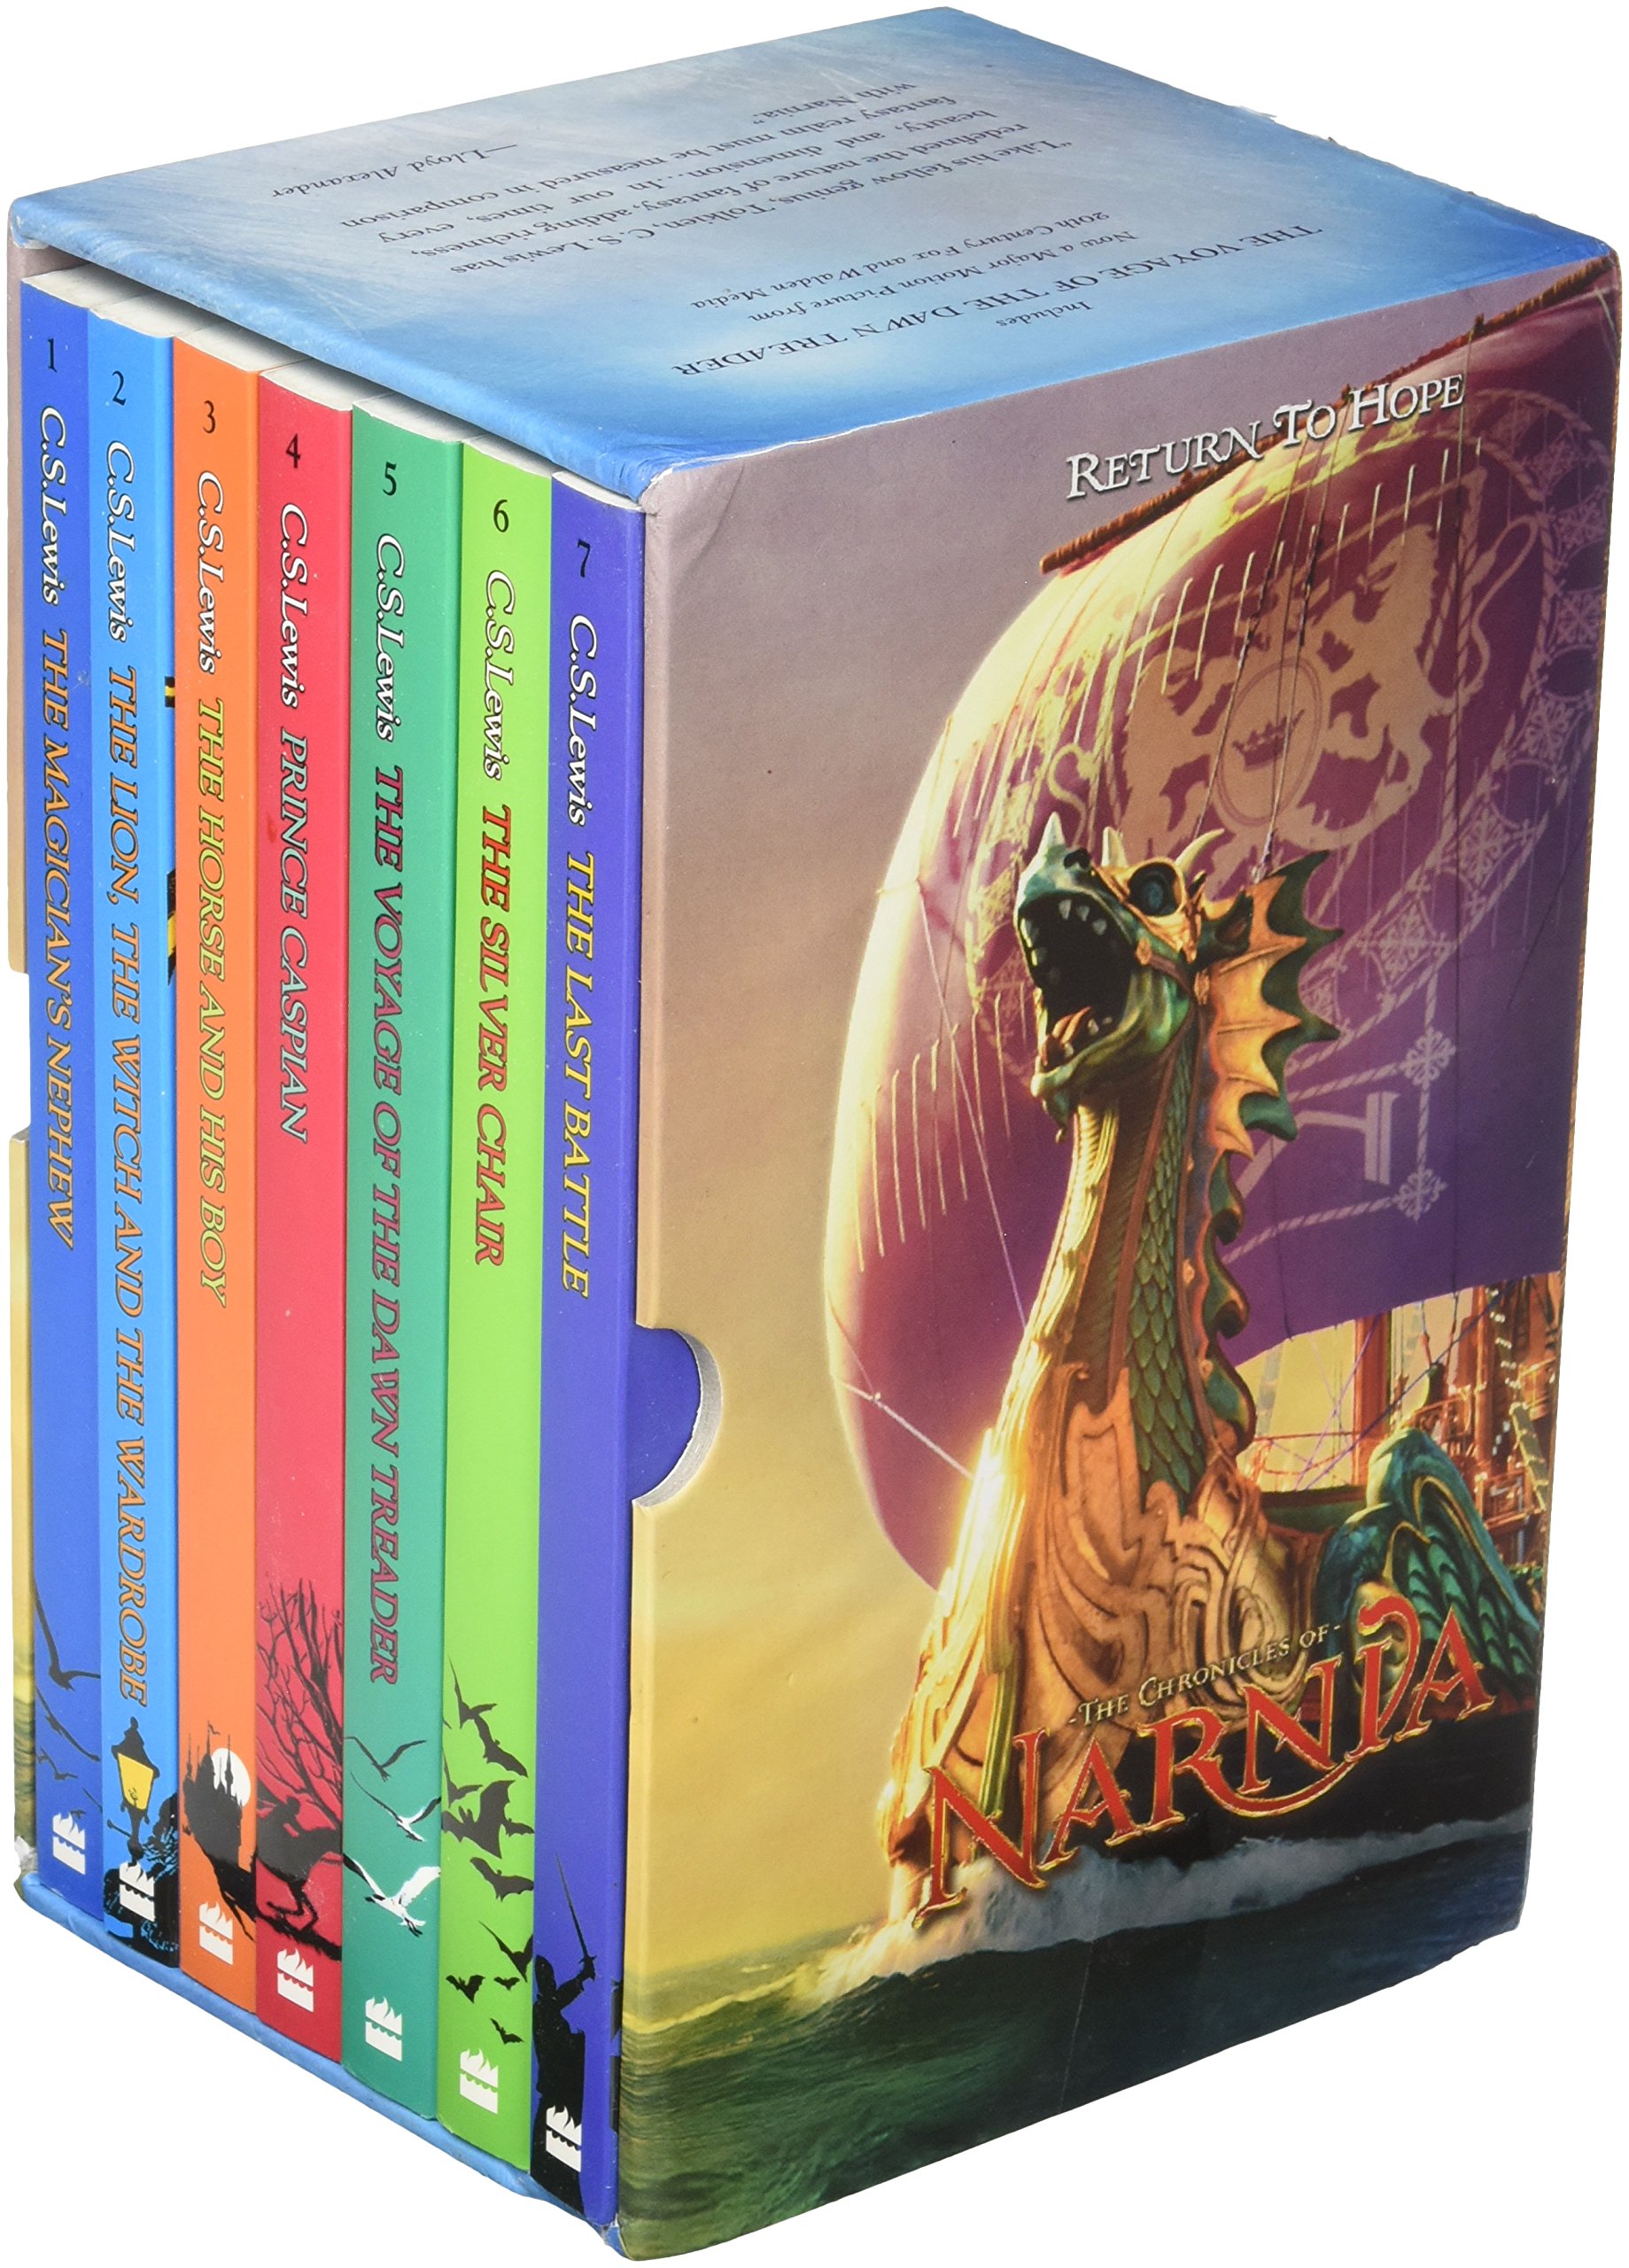 "Like his fellow genius, Tolkien, C.S. Lewis has
redefined the nature of fantasy, adding richness,
beauty, and dimension...In our times, every
fantasy realm must be measured in comparison
with Narnia."
—Lloyd Alexander
Includes
THE VOYAGE OF THE DAWN TREADER
Now a Major Motion Picture from
20th Century Fox and Walden Media
1 C.S.Lewis THE MAGICIAN'S NEPHEW
2 C.S.Lewis THE LION, THE WITCH AND THE WARDROBE
3 C.S.Lewis THE HORSE AND HIS BOY
4 C.S.Lewis PRINCE CASPIAN
5 C.S.Lewis THE VOYAGE OF THE DAWN TREADER
6 C.S.Lewis THE SILVER CHAIR
7 C.S.Lewis THE LAST BATTLE
RETURN TO HOPE
-THE CHRONICLES OF-
NARNIA